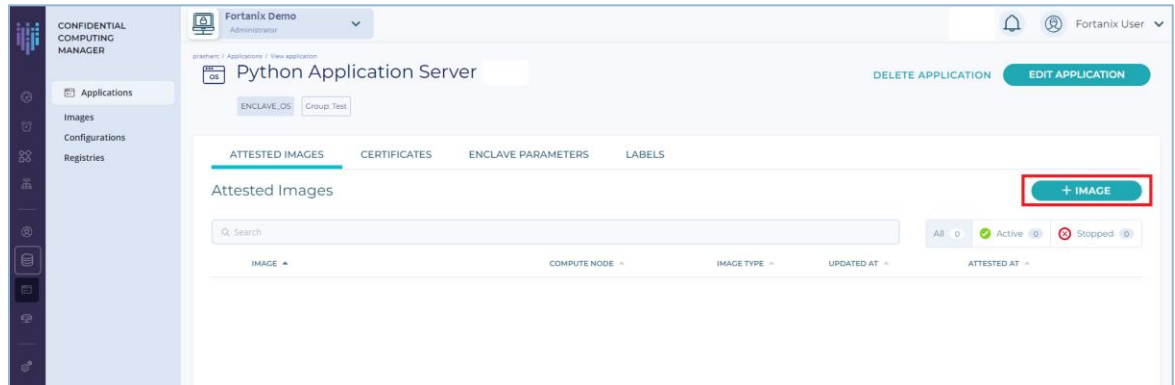 CONFIDENTIAL
COMPUTING
MANAGER
Applications
Images
Configurations
Registries
Fortanix Demo
Administrator
Fortanix User
prashant / Applications / View application
OS
Python Application Server
DELETE APPLICATION
EDIT APPLICATION
ENCLAVE_OS
Group: Test
ATTESTED IMAGES
CERTIFICATES
ENCLAVE PARAMETERS
LABELS
Attested Images
+ IMAGE
Search
All 0
Active 0
Stopped 0
IMAGE
COMPUTE NODE
IMAGE TYPE
UPDATED AT
ATTESTED AT